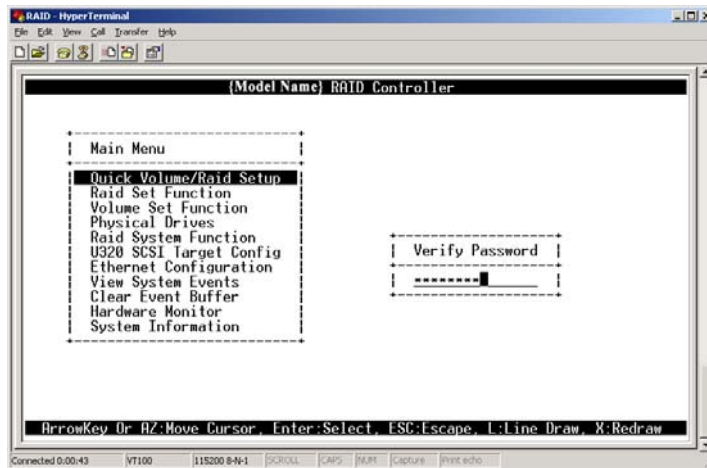 RAID - HyperTerminal
File Edit View Call Transfer Help
{Model Name} RAID Controller
Main Menu
Quick Volume/Raid Setup
Raid Set Function
Volume Set Function
Physical Drives
Raid System Function
U320 SCSI Target Config
Ethernet Configuration
View System Events
Clear Event Buffer
Hardware Monitor
System Information
Verify Password
********
ArrowKey Or AZ:Move Cursor, Enter:Select, ESC:Escape, L:Line Draw, X:Redraw
Connected 0:00:43 VT100 115200 8-N-1 SCROLL CAPS NUM Capture Print echo